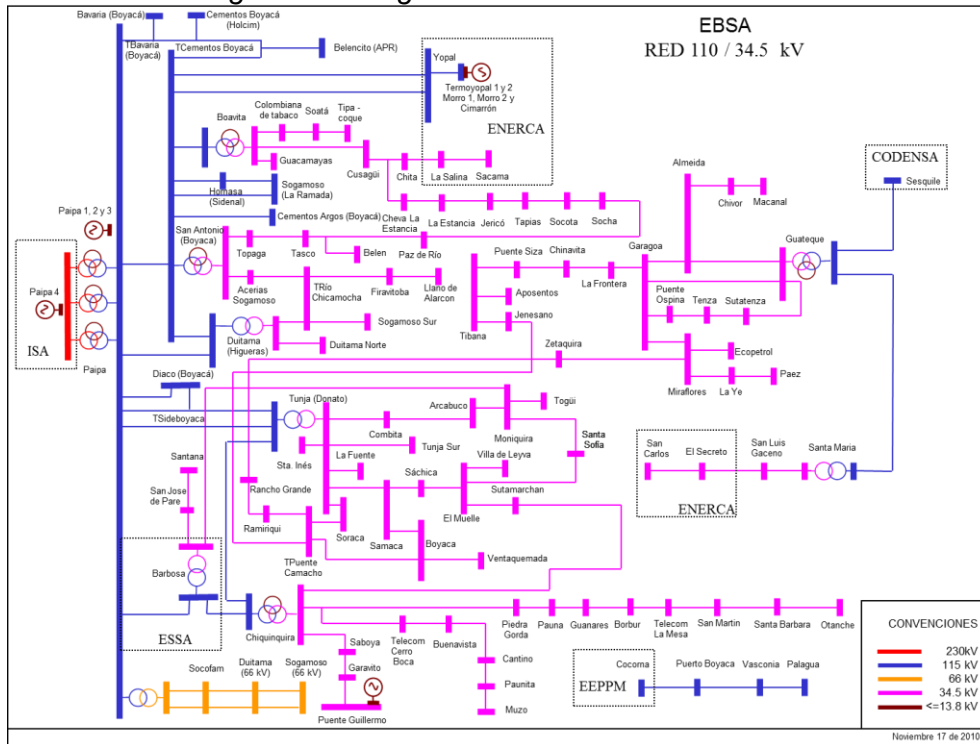 Bavaria (Boyacá)
Cementos Boyacá
(Holcim)
EBSA
RED 110 / 34.5 kV
TBavaria
(Boyacá)
TCementos Boyacá
Belencito (APR)
Yopal
Termoyopal 1 y 2
Morro 1, Morro 2 y
Cimarrón
ENERCA
Boavita
Colombiana
de tabaco
Soatá
Tipa -
coque
Guacamayas
Cusagüi
Chita
La Salina
Sacama
Almeida
CODENSA
Sesquile
Homasa
(Sidenal)
Sogamoso
(La Ramada)
Cementos Argos (Boyacá)
Cheva La
Estancia
La Estancia
Jericó
Tapias
Socota
Socha
Chivor
Macanal
Paipa 1, 2 y 3
San Antonio
(Boyaca)
Topaga
Tasco
Belen
Paz de Río
Puente Siza
Chinavita
Garagoa
Guateque
La Frontera
Paipa 4
ISA
Paipa
Acerias
Sogamoso
TRío
Chicamocha
Firavitoba
Llano de
Alarcon
Aposentos
Jenesano
Tibana
Puente
Ospina
Tenza
Sutatenza
Duitama
(Higueras)
Sogamoso Sur
Duitama Norte
Zetaquira
Ecopetrol
Miraflores
La Ye
Paez
Diaco (Boyacá)
TSideboyaca
Tunja (Donato)
Arcabuco
Togüi
Combita
Moniquira
Santa
Sofía
Santana
Sta. Inés
La Fuente
Tunja Sur
Villa de Leyva
San
Carlos
El Secreto
San Luis
Gaceno
Santa Maria
ENERCA
San Jose
de Pare
Rancho Grande
Sáchica
Sutamarchan
El Muelle
Ramiriqui
Soraca
Samaca
Boyaca
TPuente
Camacho
Ventaquemada
Barbosa
ESSA
Chiquinquira
Saboya
Garavito
Telecom
Cerro
Boca
Buenavista
Piedra
Gorda
Pauna
Guanares
Borbur
Telecom
La Mesa
San Martin
Santa Barbara
Otanche
Cantino
Paunita
Muzo
Puente Guillermo
Socofam
Duitama
(66 kV)
Sogamoso
(66 kV)
EEPPM
Cocorna
Puerto Boyaca
Vasconia
Palagua
CONVENCIONES
230kV
115 kV
66 kV
34.5 kV
<=13.8 kV